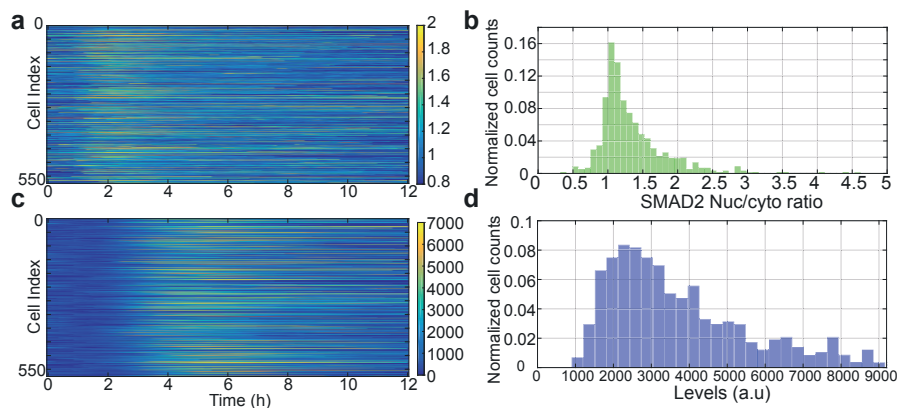 a
Cell Index
0
550
0 2 4 6 8 10 12
2
1.8
1.6
1.4
1.2
1
0.8
b
Normalized cell counts
0.16
0.12
0.08
0.04
0 0.5 1 1.5 2 2.5 3 3.5 4 4.5 5
SMAD2 Nuc/cyto ratio
c
Cell Index
0
550
0 2 4 6 8 10 12
Time (h)
7000
6000
5000
4000
3000
2000
1000
0
d
Normalized cell counts
0.1
0.08
0.06
0.04
0.02
0
0 1000 2000 3000 4000 5000 6000 7000 8000 9000
Levels (a.u)